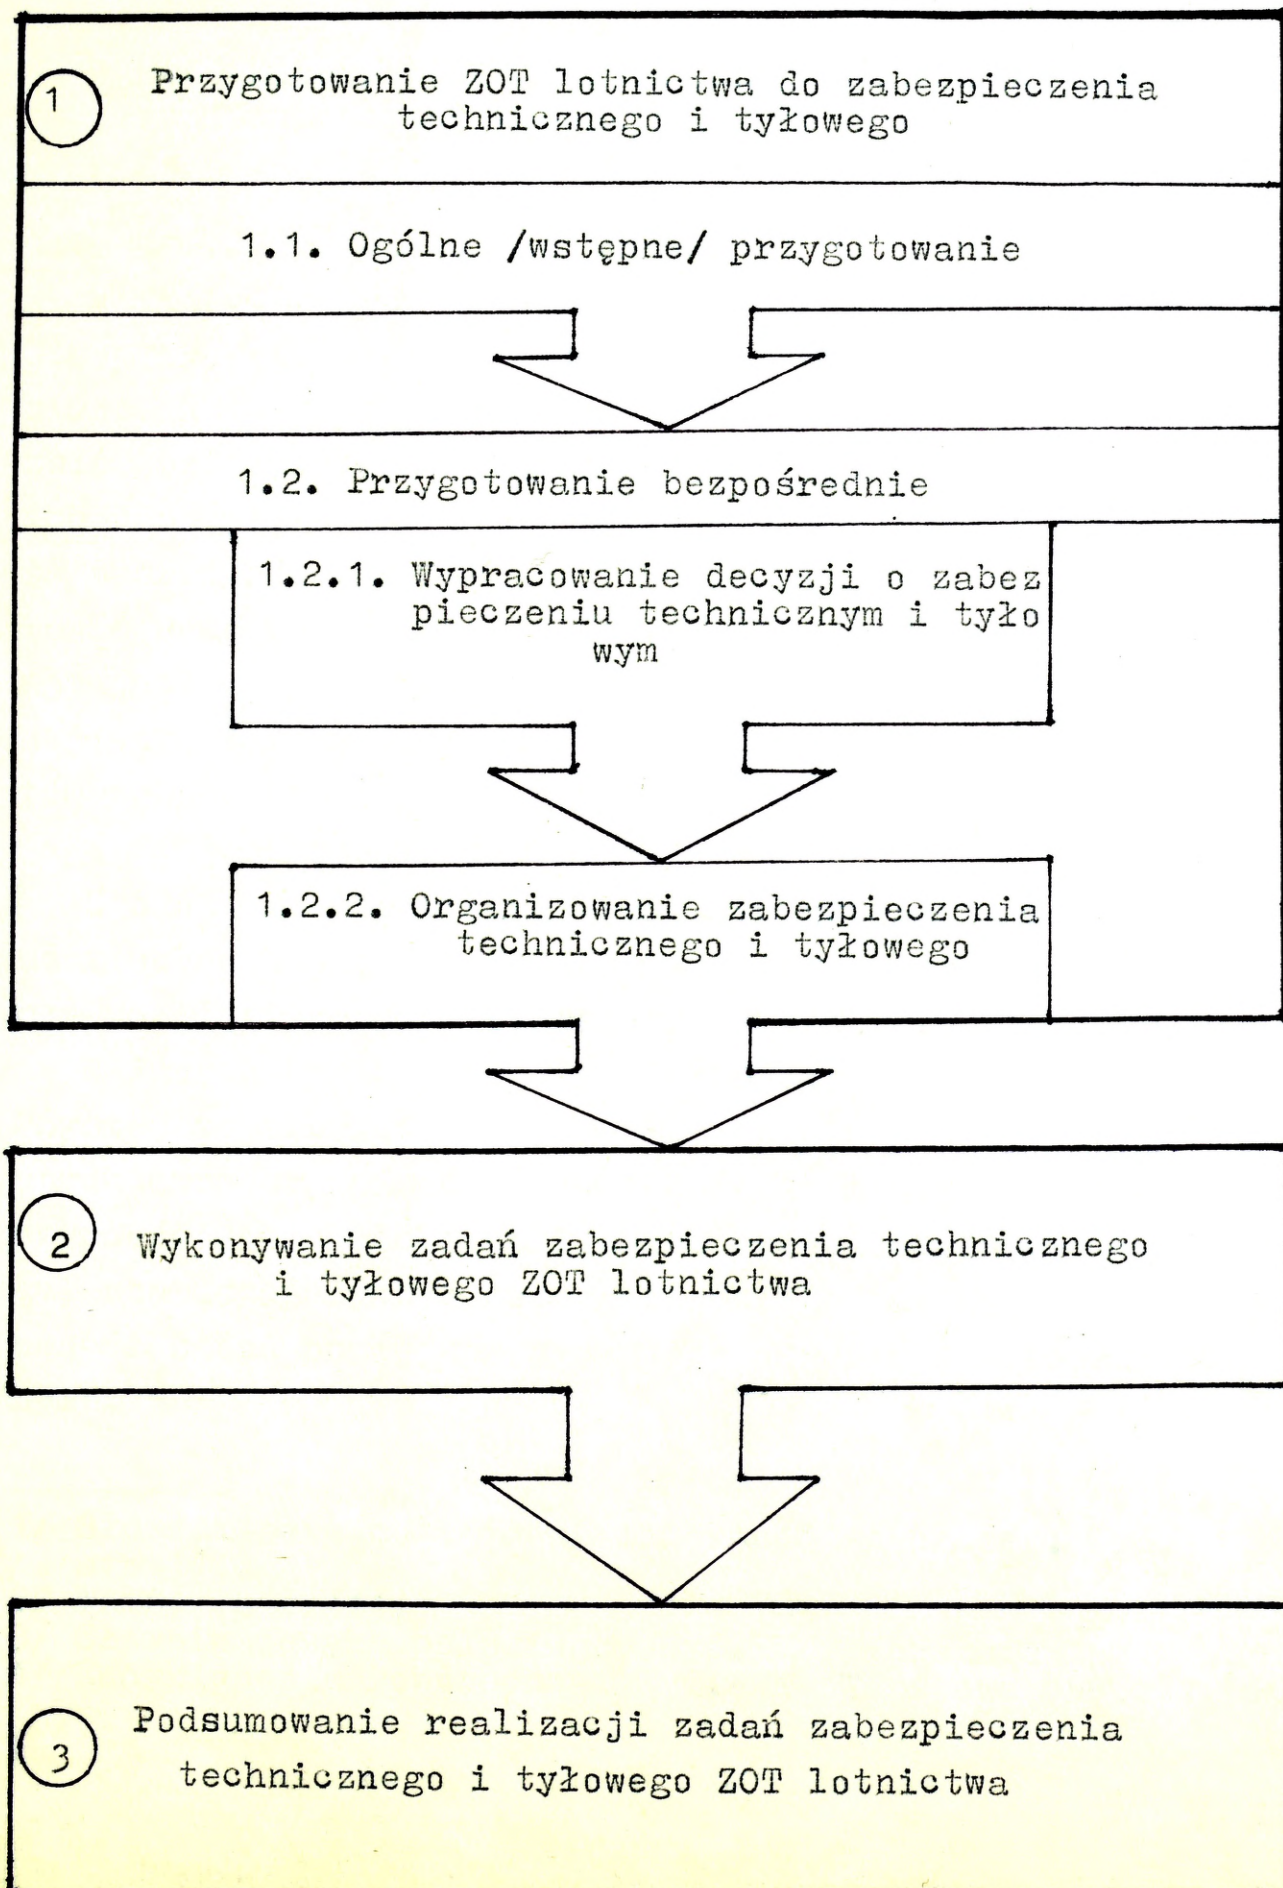 1 Przygotowanie ZOT lotnictwa do zabezpieczenia
technicznego i tyłowego
1.1. Ogólne /wstępne/ przygotowanie
1.2. Przygotowanie bezpośrednie
1.2.1. Wypracowanie decyzji o zabez
pieczeniu technicznym i tyło
wym
1.2.2. Organizowanie zabezpieczenia
technicznego i tyłowego
2 Wykonywanie zadań zabezpieczenia technicznego
i tyłowego ZOT lotnictwa
3 Podsumowanie realizacji zadań zabezpieczenia
technicznego i tyłowego ZOT lotnictwa